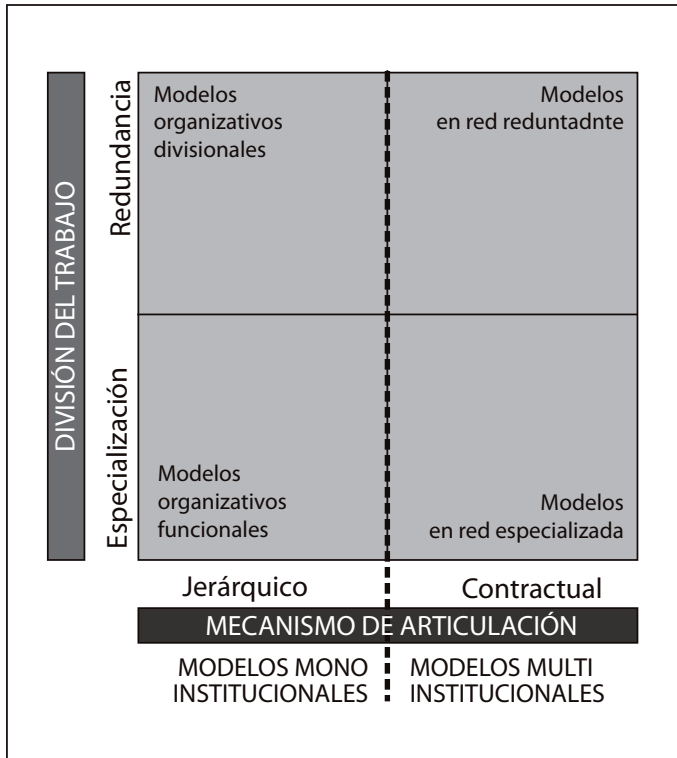 DIVISIÓN DEL TRABAJO
Redundancia
Especialización
Modelos
organizativos
divisionales
Modelos
en red reduntadnte
Modelos
organizativos
funcionales
Modelos
en red especializada
Jerárquico
Contractual
MECANISMO DE ARTICULACIÓN
MODELOS MONO
INSTITUCIONALES
MODELOS MULTI
INSTITUCIONALES